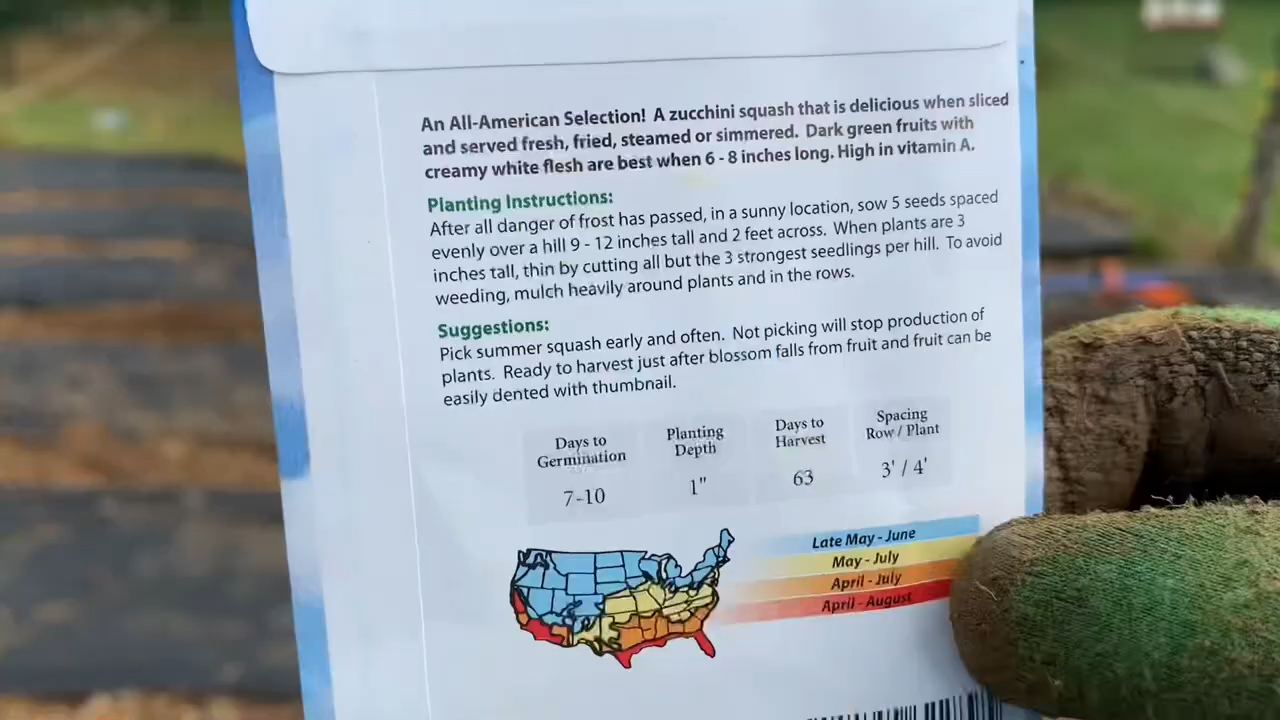 An All-American Selection! A zucchini squash that is delicious when sliced
and served fresh, fried, steamed or simmered. Dark green fruits with
creamy white flesh are best when 6 - 8 inches long. High in vitamin A.
Planting Instructions:
After all danger of frost has passed, in a sunny location, sow 5 seeds spaced
evenly over a hill 9 - 12 inches tall and 2 feet across. When plants are 3
inches tall, thin by cutting all but the 3 strongest seedlings per hill. To avoid
weeding, mulch heavily around plants and in the rows.
Suggestions:
Pick summer squash early and often. Not picking will stop production of
plants. Ready to harvest just after blossom falls from fruit and fruit can be
easily dented with thumbnail.
Days to
Germination
7-10
Planting
Depth
1"
Days to
Harvest
63
Spacing
Row / Plant
3' / 4'
Late May - June
May - July
April - July
April - August